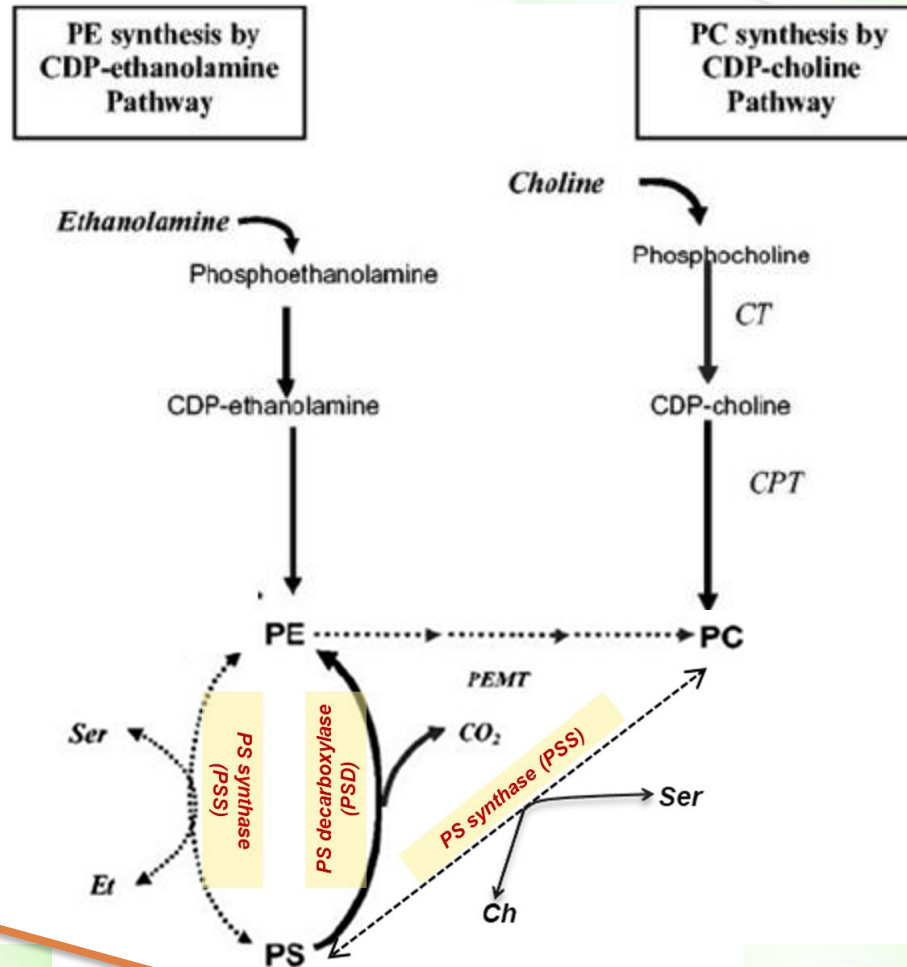 PE synthesis by
CDP-ethanolamine
Pathway
PC synthesis by
CDP-choline
Pathway
Choline
Ethanolamine
Phosphocholine
Phosphoethanolamine
CT
CDP-ethanolamine
CDP-choline
CPT
PE
PC
PEMT
Ser
CO₂
PS synthase
(PSS)
PS decarboxylase
(PSD)
PS synthase (PSS)
Ser
Et
Ch
PS